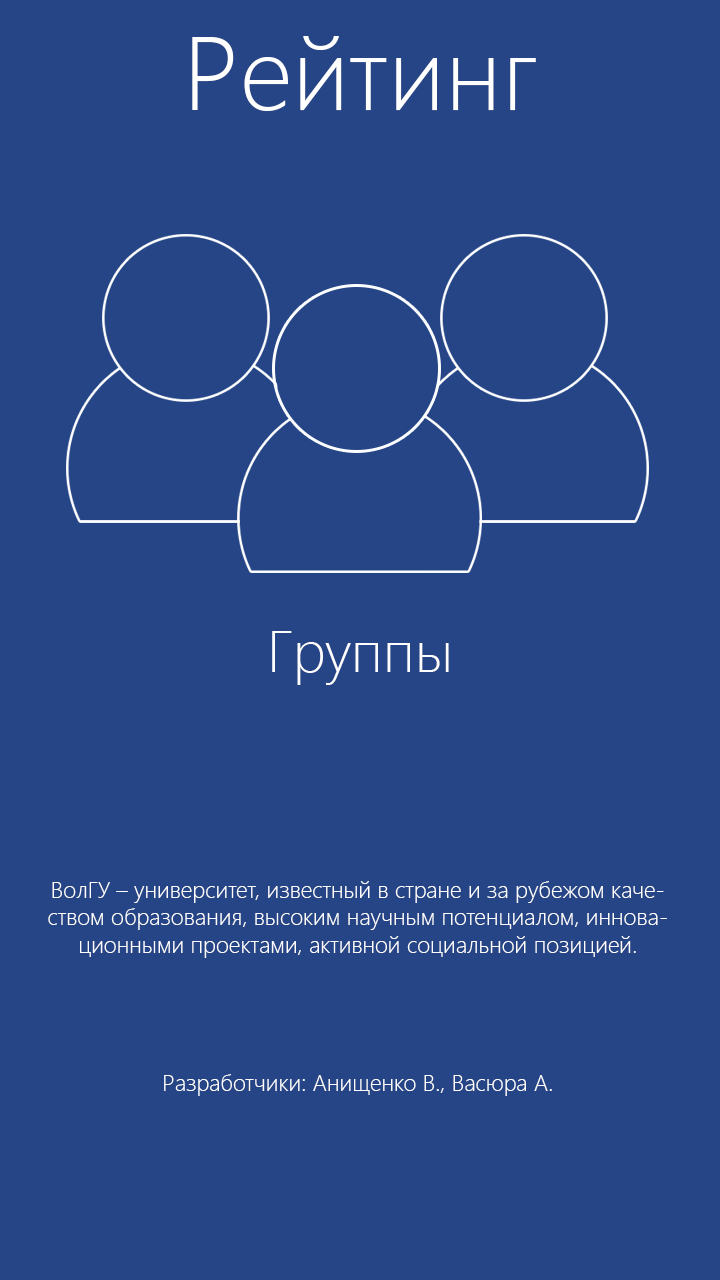 Рейтинг
Группы
ВолГУ – университет, известный в стране и за рубежом каче-
ством образования, высоким научным потенциалом, иннова-
ционными проектами, активной социальной позицией.
Разработчики: Анищенко В., Васюра А.